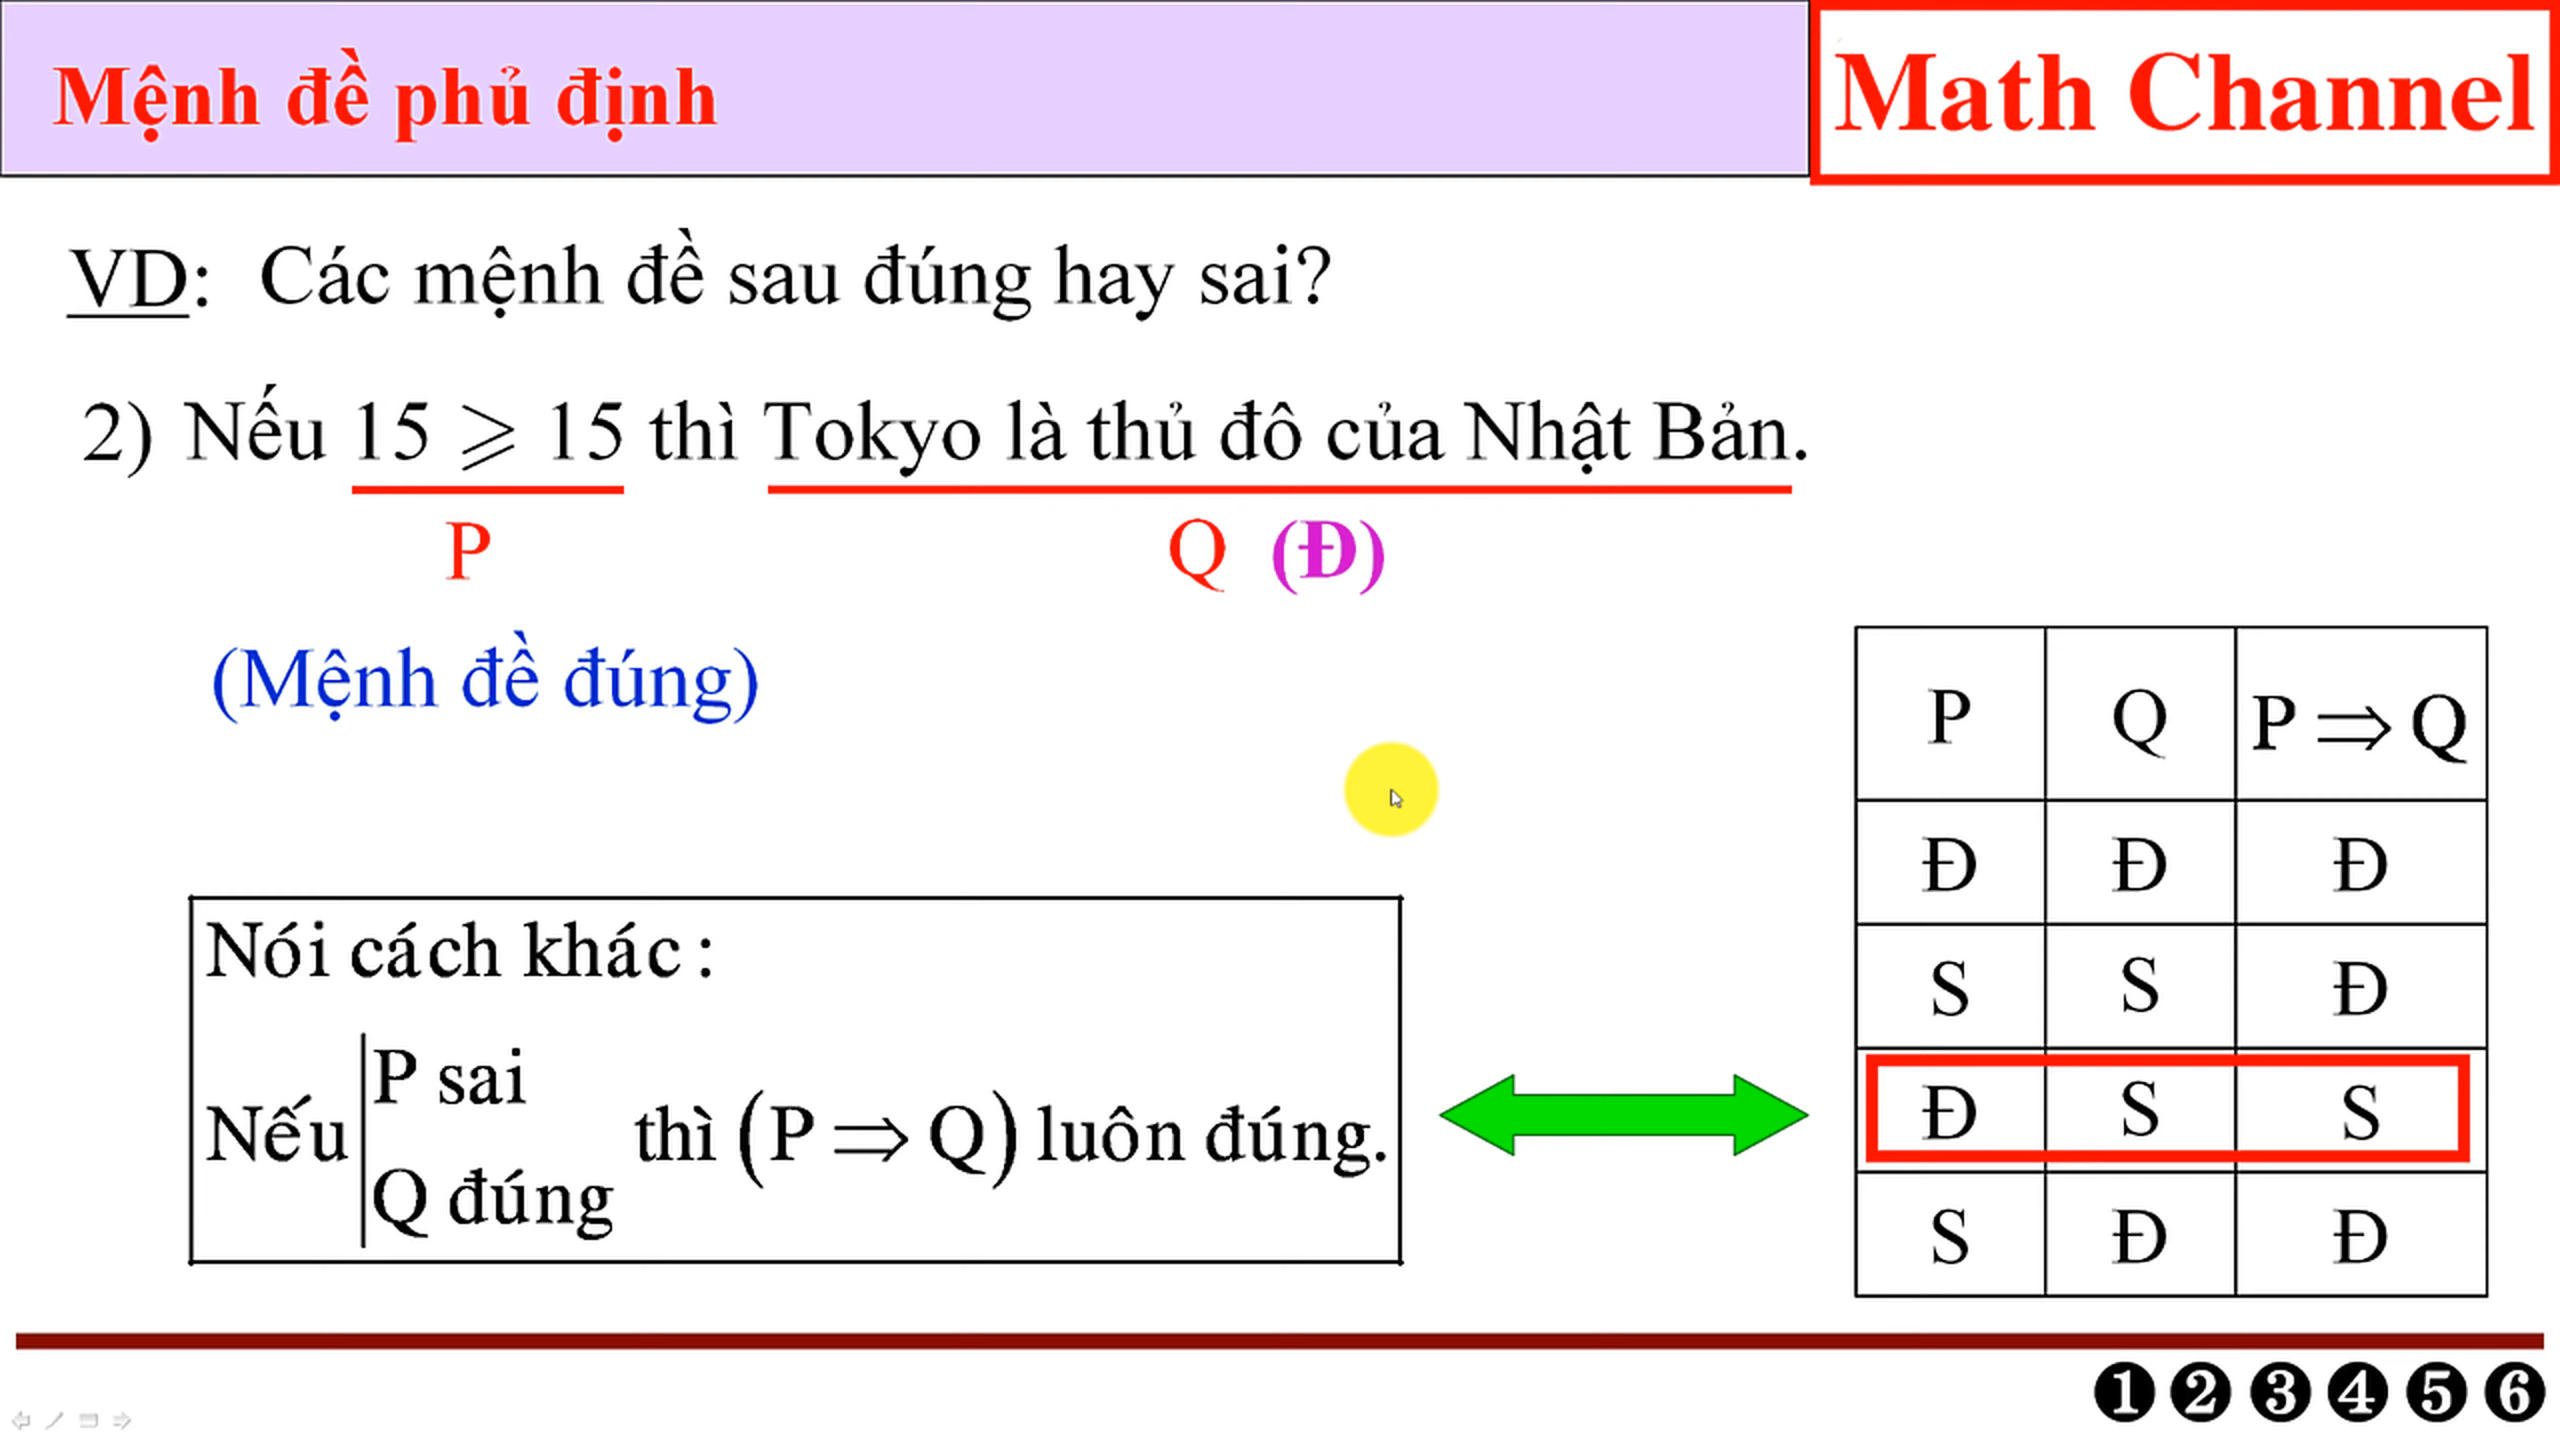 Mệnh đề phủ định
Math Channel
VD: Các mệnh đề sau đúng hay sai?
2) Nếu 15 ⩾ 15 thì Tokyo là thủ đô của Nhật Bản.
P
Q (Đ)
(Mệnh đề đúng)
Nói cách khác :
Nếu | P sai
Q đúng
thì (P ⇒ Q) luôn đúng.
P Q P ⇒ Q
Đ Đ Đ
S S Đ
Đ S S
S Đ Đ
❶ ❷ ❸ ❹ ❺ ❻